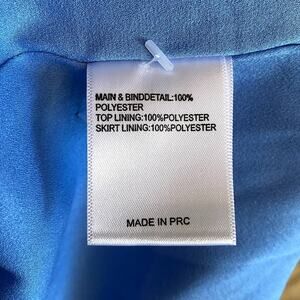 MAIN & BINDDETAIL:100%
POLYESTER
TOP LINING:100%POLYESTER
SKIRT LINING:100%POLYESTER
MADE IN PRC